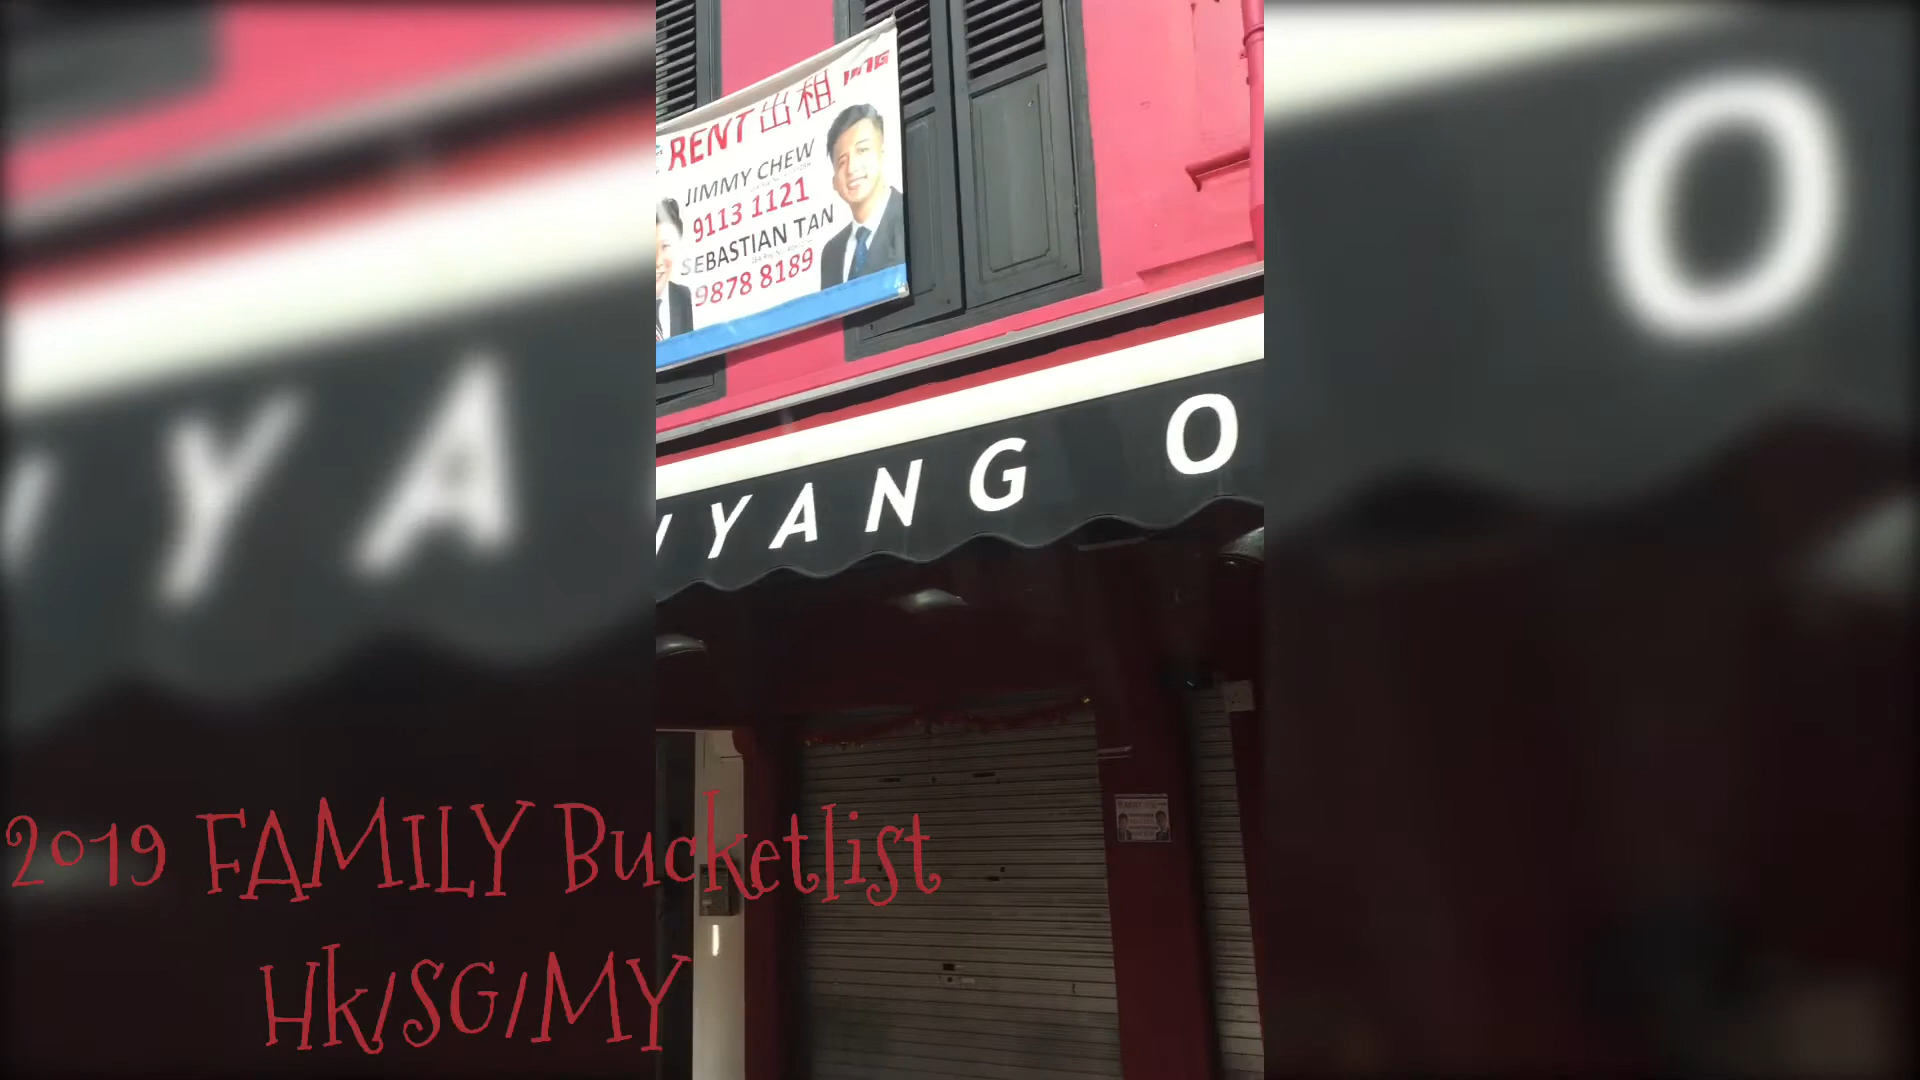 RENT 出租
JIMMY CHEW
9113 1121
SEBASTIAN TAN
9878 8189
YANG O
2019 FAMILY Bucketlist
Hk/SG/MY